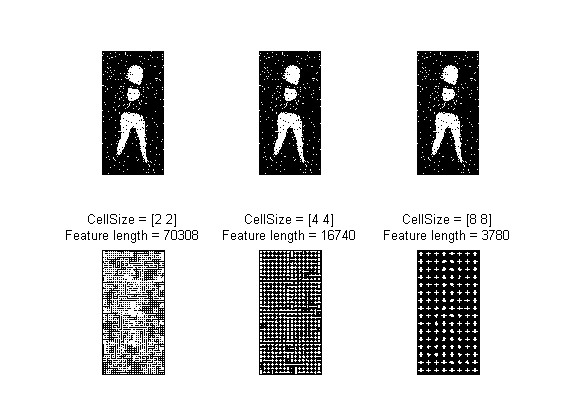 CellSize = [2 2]
Feature length = 70308
CellSize = [4 4]
Feature length = 16740
CellSize = [8 8]
Feature length = 3780